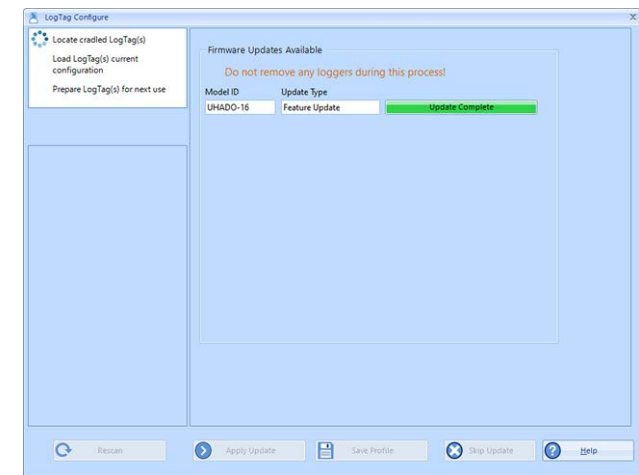 LogTag Configure
Locate cradled LogTag(s)
Load LogTag(s) current
configuration
Prepare LogTag(s) for next use
Firmware Updates Available
Do not remove any loggers during this process!
Model ID Update Type
UHADO-16 Feature Update Update Complete
Rescan Apply Update Save Profile Skip Update Help